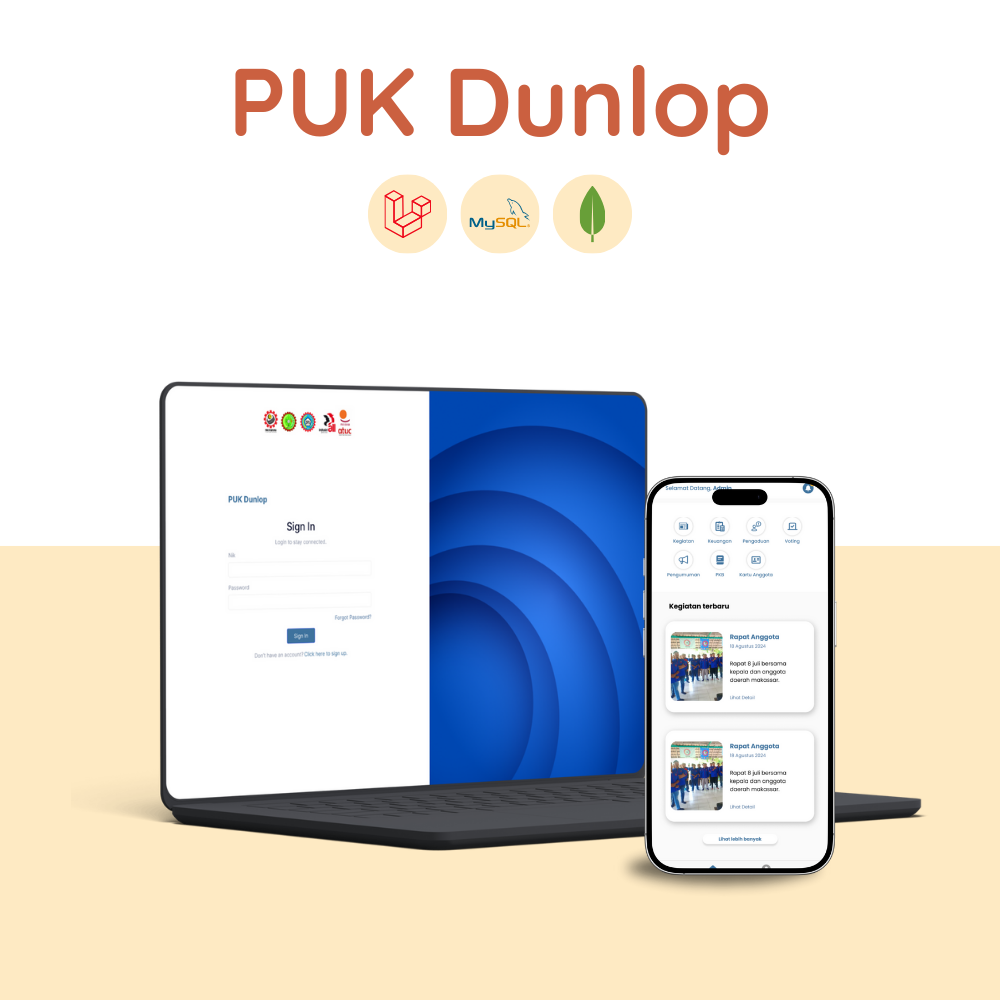 PUK Dunlop
MySQL
atuc
PUK Dunlop
Sign In
Login to stay connected.
Nik
Password
Forgot Password?
Sign in
Don't have an account? Click here to sign up.
Selamat Datang, Admin
Kegiatan
Keuangan
Pengaduan
Voting
Pengumuman
PKB
Kartu Anggota
Kegiatan terbaru
Rapat Anggota
19 Agustus 2024
Rapat 8 juli bersama
kepala dan anggota
daerah makassar.
Lihat Detail
Rapat Anggota
19 Agustus 2024
Rapat 8 juli bersama
kepala dan anggota
daerah makassar.
Lihat Detail
Lihat lebih banyak